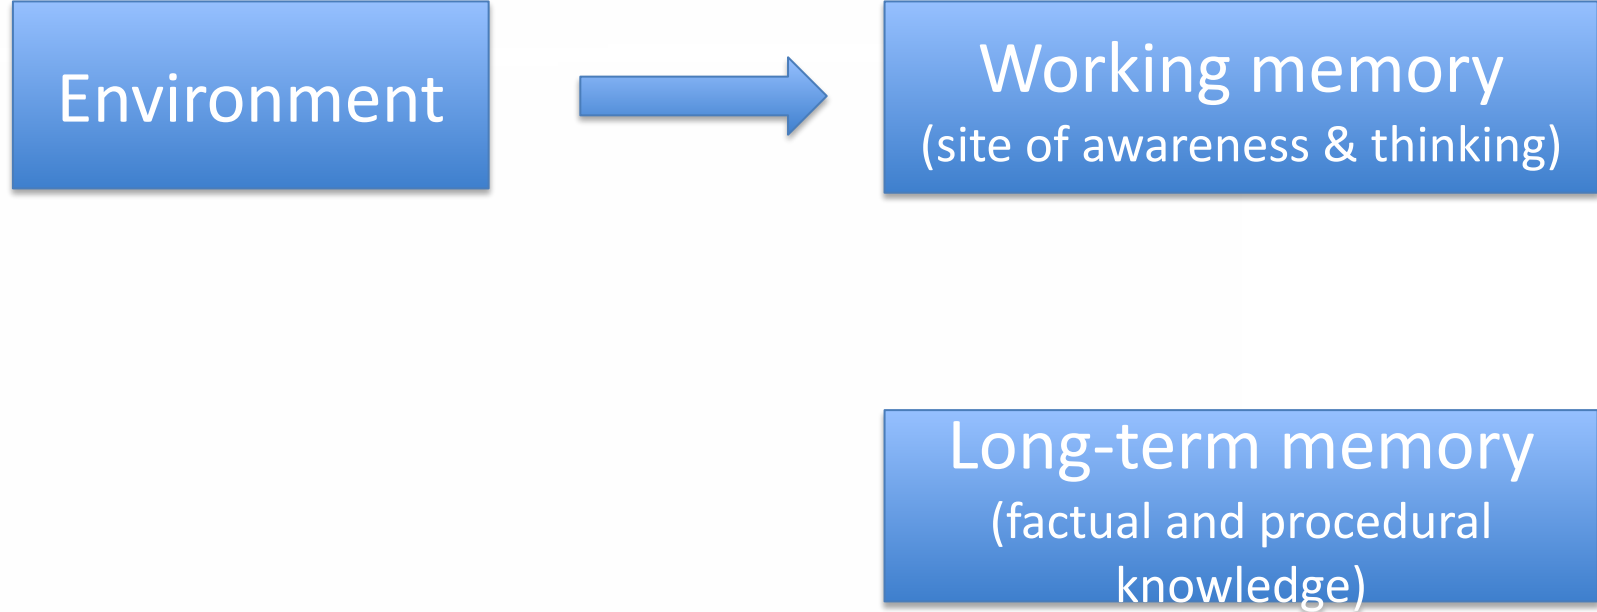 Environment
Working memory
(site of awareness & thinking)
Long-term memory
(factual and procedural
knowledge)